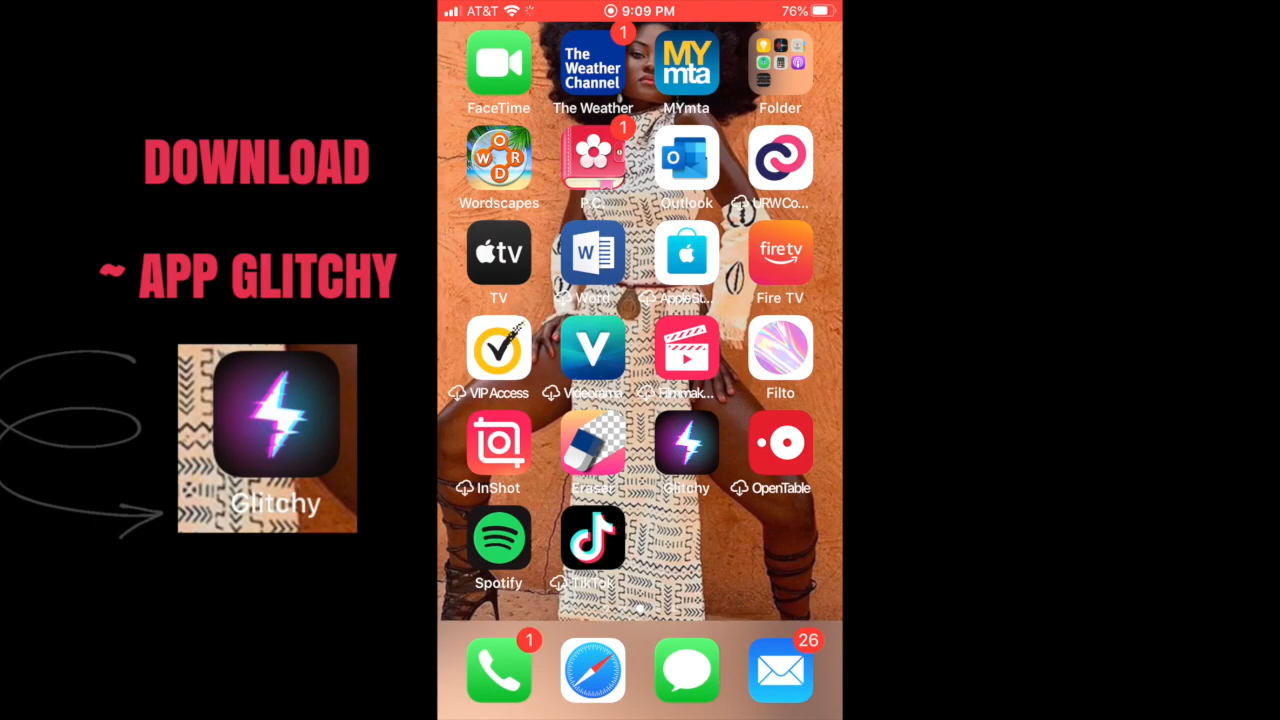 AT&T 9:09 PM 76%
DOWNLOAD
~ APP GLITCHY
Glitchy
1
The
Weather
Channel
MY
mta
FaceTime The Weather MYmta Folder
W O R D
1
O
Wordscapes P.C. Outlook URWCo...
tv
W
firetv
TV Word AppleSt... Fire TV
V
VIP Access Videorama Filmmak... Filto
InShot Eraser Glitchy OpenTable
Spotify TikTok
1
26